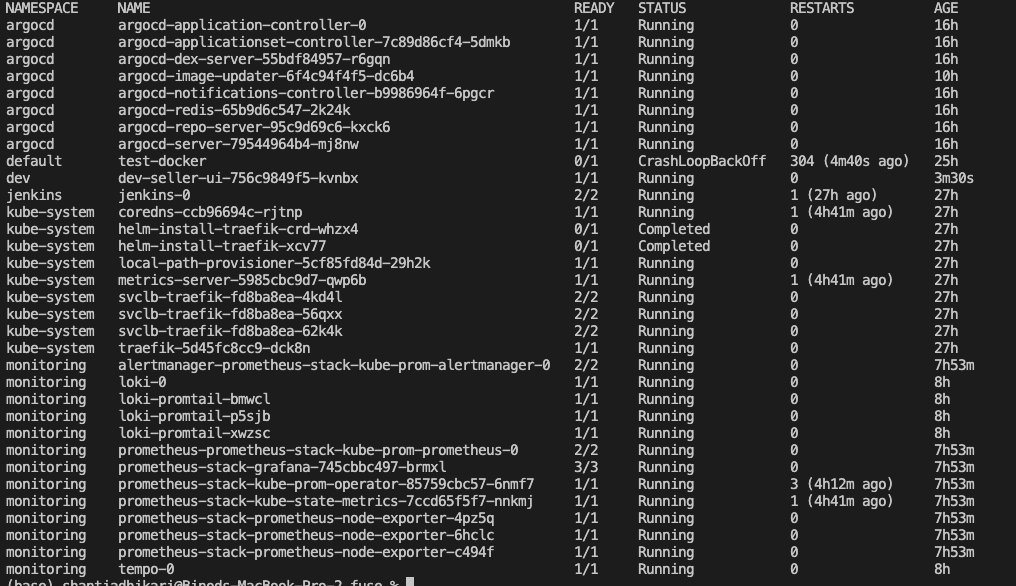 NAMESPACE NAME READY STATUS RESTARTS AGE
argocd argocd-application-controller-0 1/1 Running 0 16h
argocd argocd-applicationset-controller-7c89d86cf4-5dmkb 1/1 Running 0 16h
argocd argocd-dex-server-55bdf84957-r6gqn 1/1 Running 0 16h
argocd argocd-image-updater-6f4c94f4f5-dc6b4 1/1 Running 0 10h
argocd argocd-notifications-controller-b9986964f-6pgcr 1/1 Running 0 16h
argocd argocd-redis-65b9d6c547-2k24k 1/1 Running 0 16h
argocd argocd-repo-server-95c9d69c6-kxck6 1/1 Running 0 16h
argocd argocd-server-79544964b4-mj8nw 1/1 Running 0 16h
default test-docker 0/1 CrashLoopBackOff 304 (4m40s ago) 25h
dev dev-seller-ui-756c9849f5-kvnbx 1/1 Running 0 3m30s
jenkins jenkins-0 2/2 Running 1 (27h ago) 27h
kube-system coredns-ccb96694c-rjtnp 1/1 Running 1 (4h41m ago) 27h
kube-system helm-install-traefik-crd-whzx4 0/1 Completed 0 27h
kube-system helm-install-traefik-xcv77 0/1 Completed 0 27h
kube-system local-path-provisioner-5cf85fd84d-29h2k 1/1 Running 0 27h
kube-system metrics-server-5985cbc9d7-qwp6b 1/1 Running 1 (4h41m ago) 27h
kube-system svclb-traefik-fd8ba8ea-4kd4l 2/2 Running 0 27h
kube-system svclb-traefik-fd8ba8ea-56qxx 2/2 Running 0 27h
kube-system svclb-traefik-fd8ba8ea-62k4k 2/2 Running 0 27h
kube-system traefik-5d45fc8cc9-dck8n 1/1 Running 0 27h
monitoring alertmanager-prometheus-stack-kube-prom-alertmanager-0 2/2 Running 0 7h53m
monitoring loki-0 1/1 Running 0 8h
monitoring loki-promtail-bmwcl 1/1 Running 0 8h
monitoring loki-promtail-p5sjb 1/1 Running 0 8h
monitoring loki-promtail-xwzsc 1/1 Running 0 8h
monitoring prometheus-prometheus-stack-kube-prom-prometheus-0 2/2 Running 0 7h53m
monitoring prometheus-stack-grafana-745cbbc497-brmxl 3/3 Running 0 7h53m
monitoring prometheus-stack-kube-prom-operator-85759cbc57-6nmf7 1/1 Running 3 (4h12m ago) 7h53m
monitoring prometheus-stack-kube-state-metrics-7ccd65f5f7-nnkmj 1/1 Running 1 (4h41m ago) 7h53m
monitoring prometheus-stack-prometheus-node-exporter-4pz5q 1/1 Running 0 7h53m
monitoring prometheus-stack-prometheus-node-exporter-6hclc 1/1 Running 0 7h53m
monitoring prometheus-stack-prometheus-node-exporter-c494f 1/1 Running 0 7h53m
monitoring tempo-0 1/1 Running 0 8h
(base) shantiadhikari@Binods-MacBook-Pro-2 fuse %